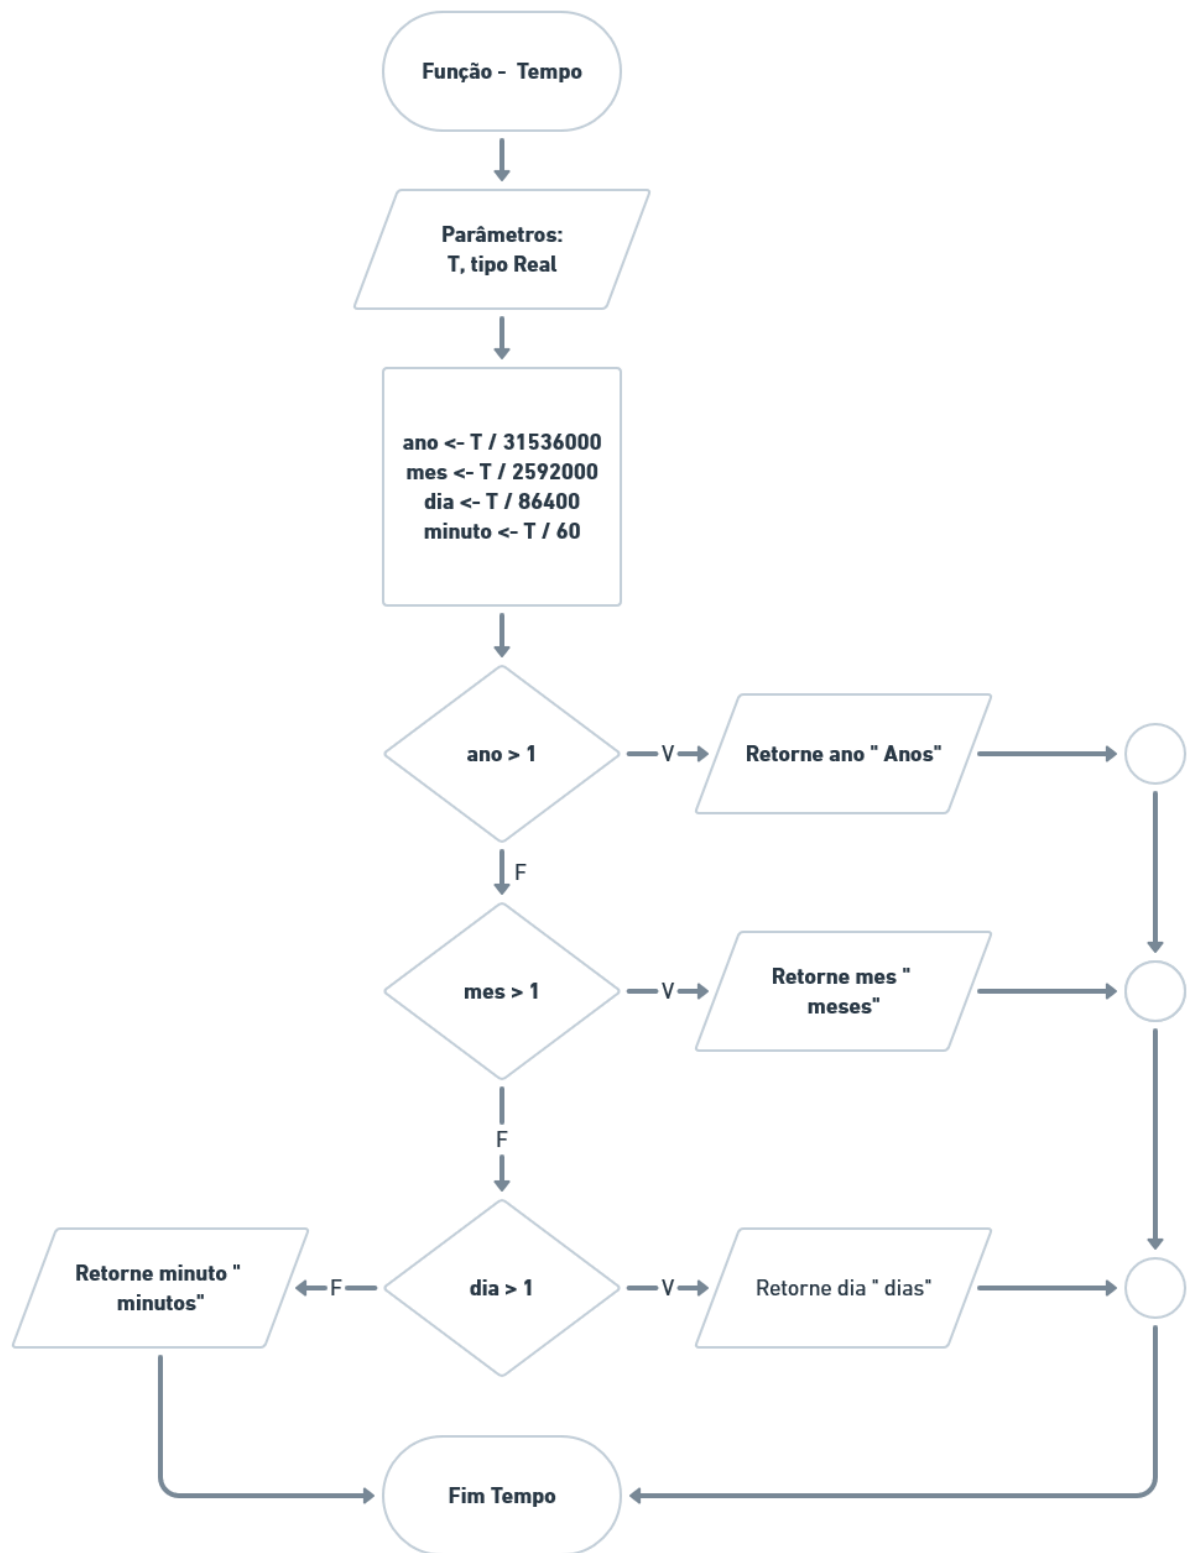 Função -  Tempo
Parâmetros:
T, tipo Real
ano <- T / 31536000
mes <- T / 2592000
dia <- T / 86400
minuto <- T / 60
ano > 1
V
Retorne ano " Anos"
F
mes > 1
V
Retorne mes "
meses"
F
Retorne minuto "
minutos"
F
dia > 1
V
Retorne dia " dias"
Fim Tempo